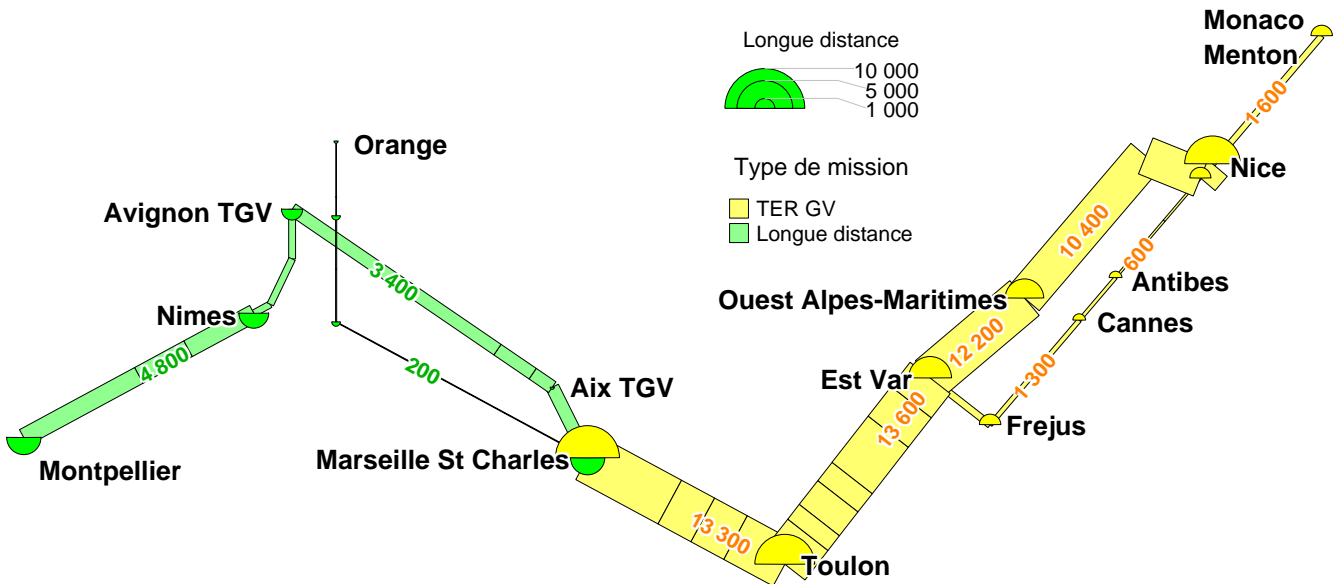 Monaco
Menton
Longue distance
10 000
5 000
1 000
1 600
Orange
Type de mission
Nice
Avignon TGV
TER GV
Longue distance
10 400
600
3 400
Antibes
Ouest Alpes-Maritimes
Nimes
Cannes
12 200
4 800
200
Est Var
1 300
Aix TGV
13 600
Frejus
Marseille St Charles
Montpellier
13 300
Toulon